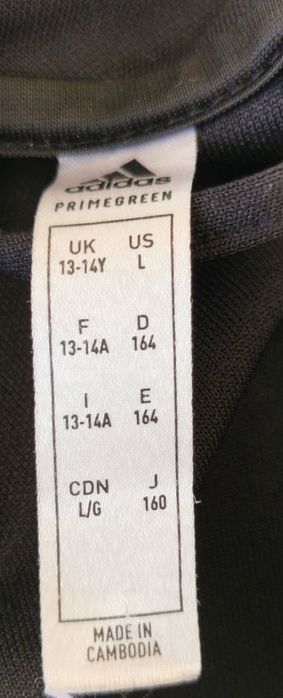 adidas
PRIMEGREEN
UK US
13-14Y L
F D
13-14A 164
I E
13-14A 164
CDN J
L/G 160
MADE IN
CAMBODIA